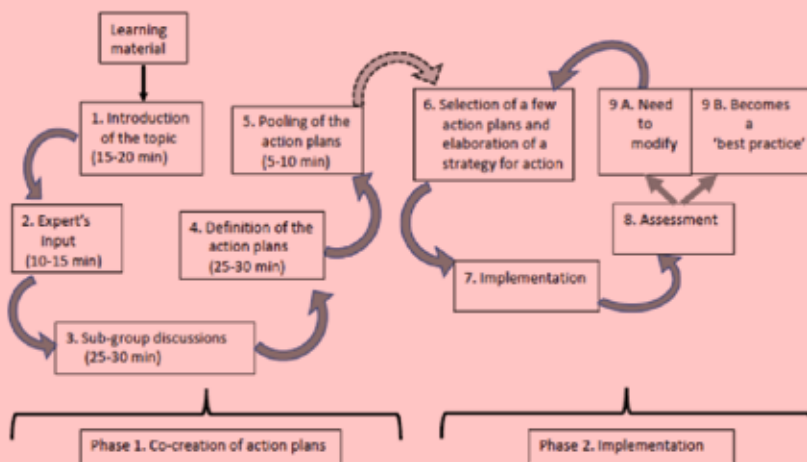 Learning
material
1. Introduction
of the topic
(15-20 min)
2. Expert's
input
(10-15 min)
3. Sub-group discussions
(25-30 min)
4. Definition of the
action plans
(25-30 min)
5. Pooling of the
action plans
(5-10 min)
6. Selection of a few
action plans and
elaboration of a
strategy for action
7. Implementation
8. Assessment
9 A. Need
to
modify
9 B. Becomes
a
'best practice'
Phase 1. Co-creation of action plans
Phase 2. Implementation